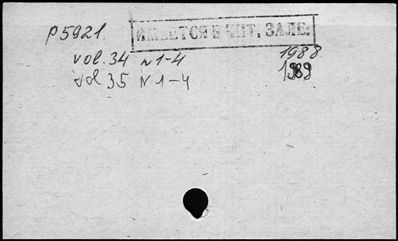 P5921.
ИМЕЕТСЯ В ЧИТ. ЗАЛЕ.
vol. 34 N 1-4 1988
vol 35 N 1-4 1989